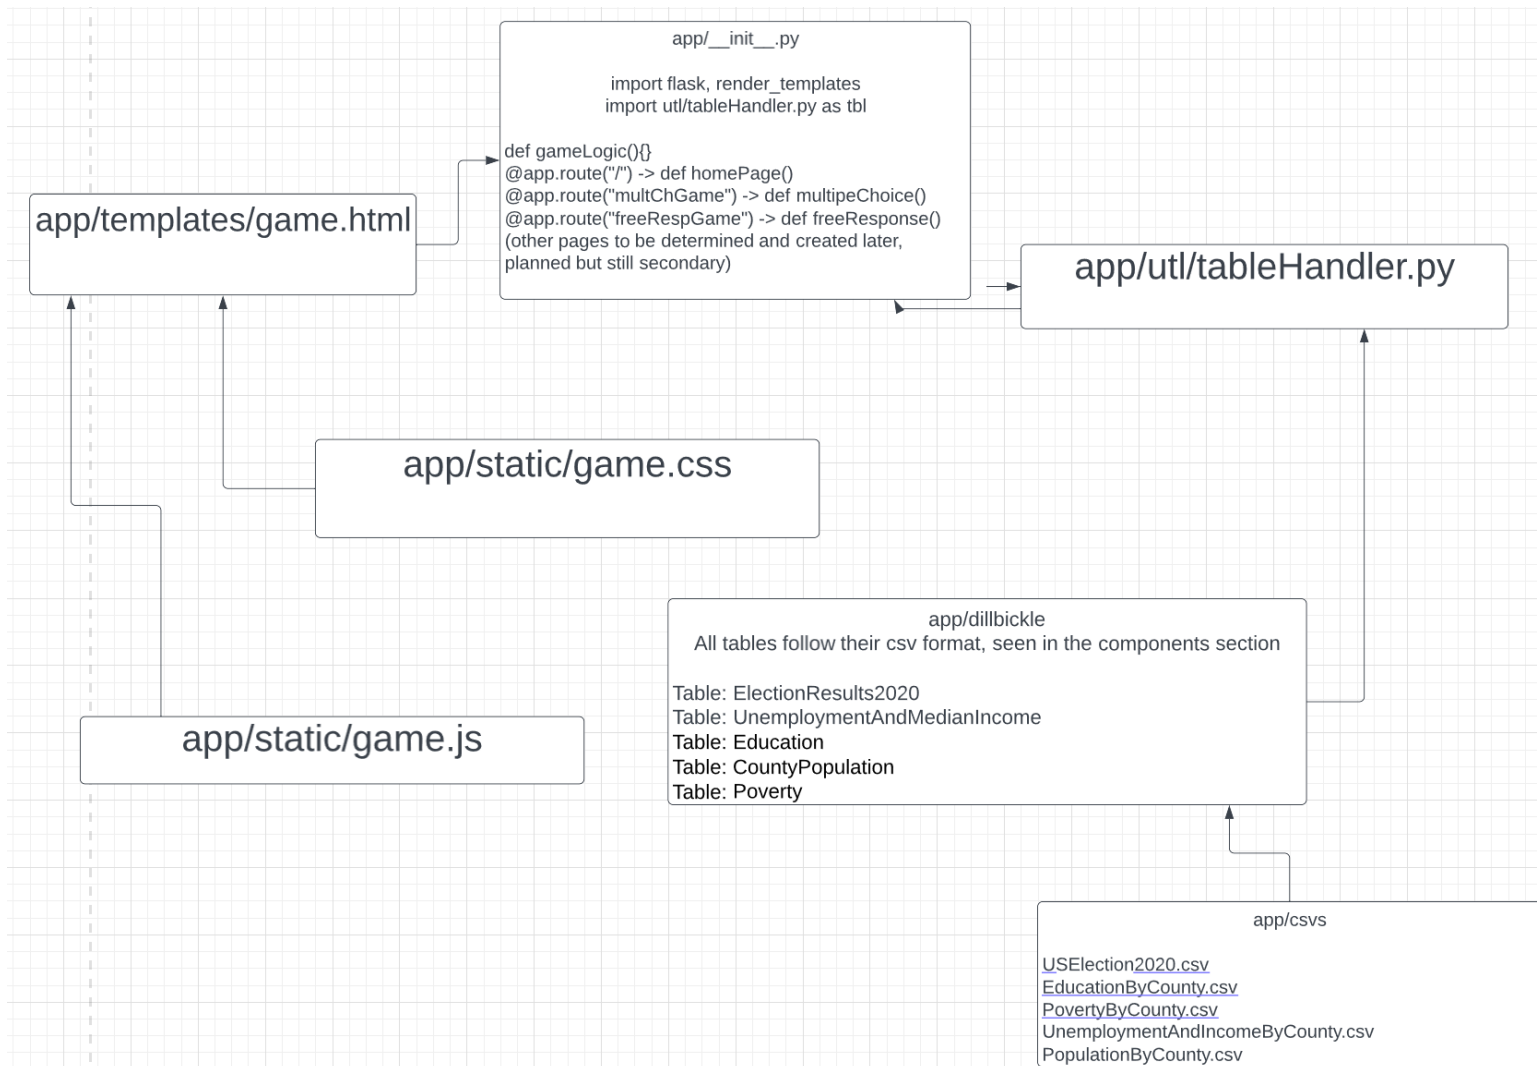 app/__init__.py
import flask, render_templates
import utl/tableHandler.py as tbl
def gameLogic(){}
@app.route("/") -> def homePage()
@app.route("multChGame") -> def multipeChoice()
@app.route("freeRespGame") -> def freeResponse()
(other pages to be determined and created later,
planned but still secondary)
app/templates/game.html
app/utl/tableHandler.py
app/static/game.css
app/dillbickle
All tables follow their csv format, seen in the components section
Table: ElectionResults2020
Table: UnemploymentAndMedianIncome
Table: Education
Table: CountyPopulation
Table: Poverty
app/static/game.js
app/csvs
USElection2020.csv
EducationByCounty.csv
PovertyByCounty.csv
UnemploymentAndIncomeByCounty.csv
PopulationByCounty.csv